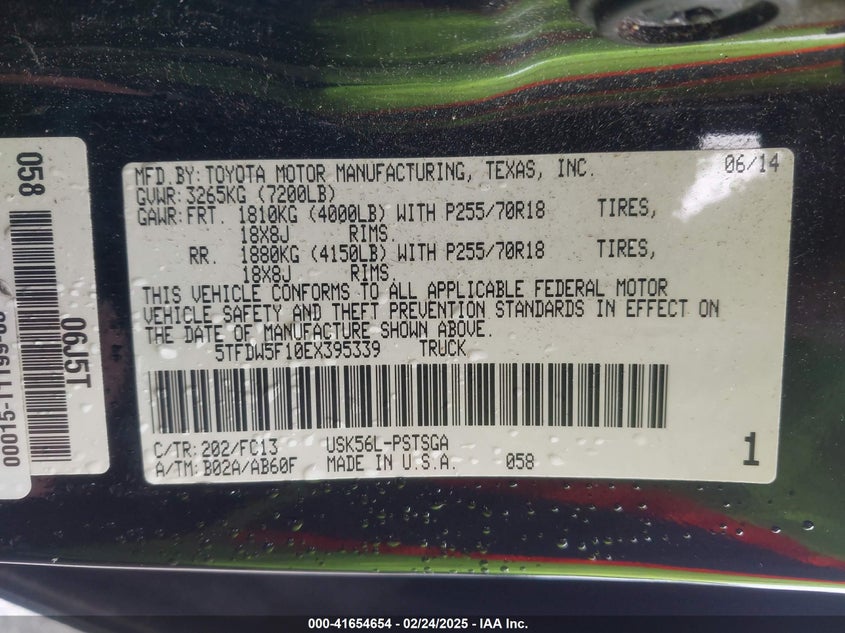 MFD.BY: TOYOTA MOTOR MANUFACTURING, TEXAS, INC. 06/14
GVWR: 3265KG (7200LB)
GAWR: FRT. 1810KG (4000LB) WITH P255/70R18 TIRES,
18X8J RIMS.
RR. 1880KG (4150LB) WITH P255/70R18 TIRES,
18X8J RIMS.
THIS VEHICLE CONFORMS TO ALL APPLICABLE FEDERAL MOTOR
VEHICLE SAFETY AND THEFT PREVENTION STANDARDS IN EFFECT ON
THE DATE OF MANUFACTURE SHOWN ABOVE.
5TFDW5F10EX395339 TRUCK
C/TR: 202/FC13 USK56L-PSTSGA
A/TM: B02A/AB60F MADE IN U.S.A. 058 1
058
06J5T
000-41654654 - 02/24/2025 - IAA Inc.